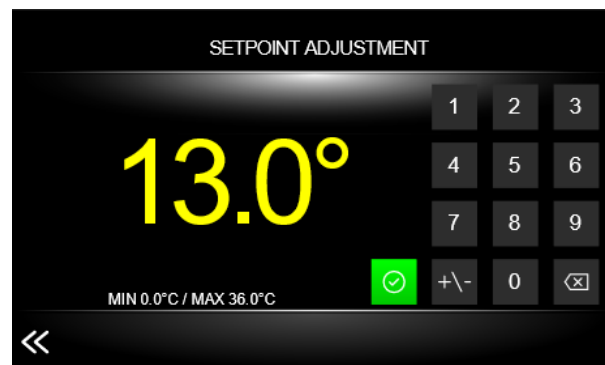 SETPOINT ADJUSTMENT
13.0°
MIN 0.0°C / MAX 36.0°C
1 2 3
4 5 6
7 8 9
+\- 0